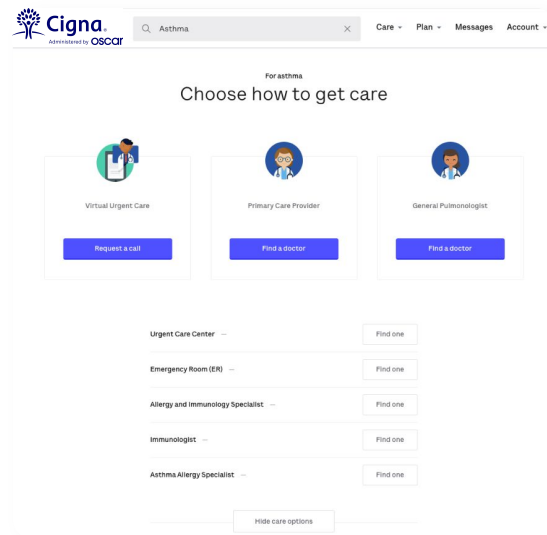 Cigna.
Administered by oscar
Asthma
Care
Plan
Messages
Account
For asthma
Choose how to get care
Virtual Urgent Care
Request a call
Primary Care Provider
Find a doctor
General Pulmonologist
Find a doctor
Urgent Care Center —
Find one
Emergency Room (ER) —
Find one
Allergy and Immunology Specialist —
Find one
Immunologist —
Find one
Asthma Allergy Specialist —
Find one
Hide care options